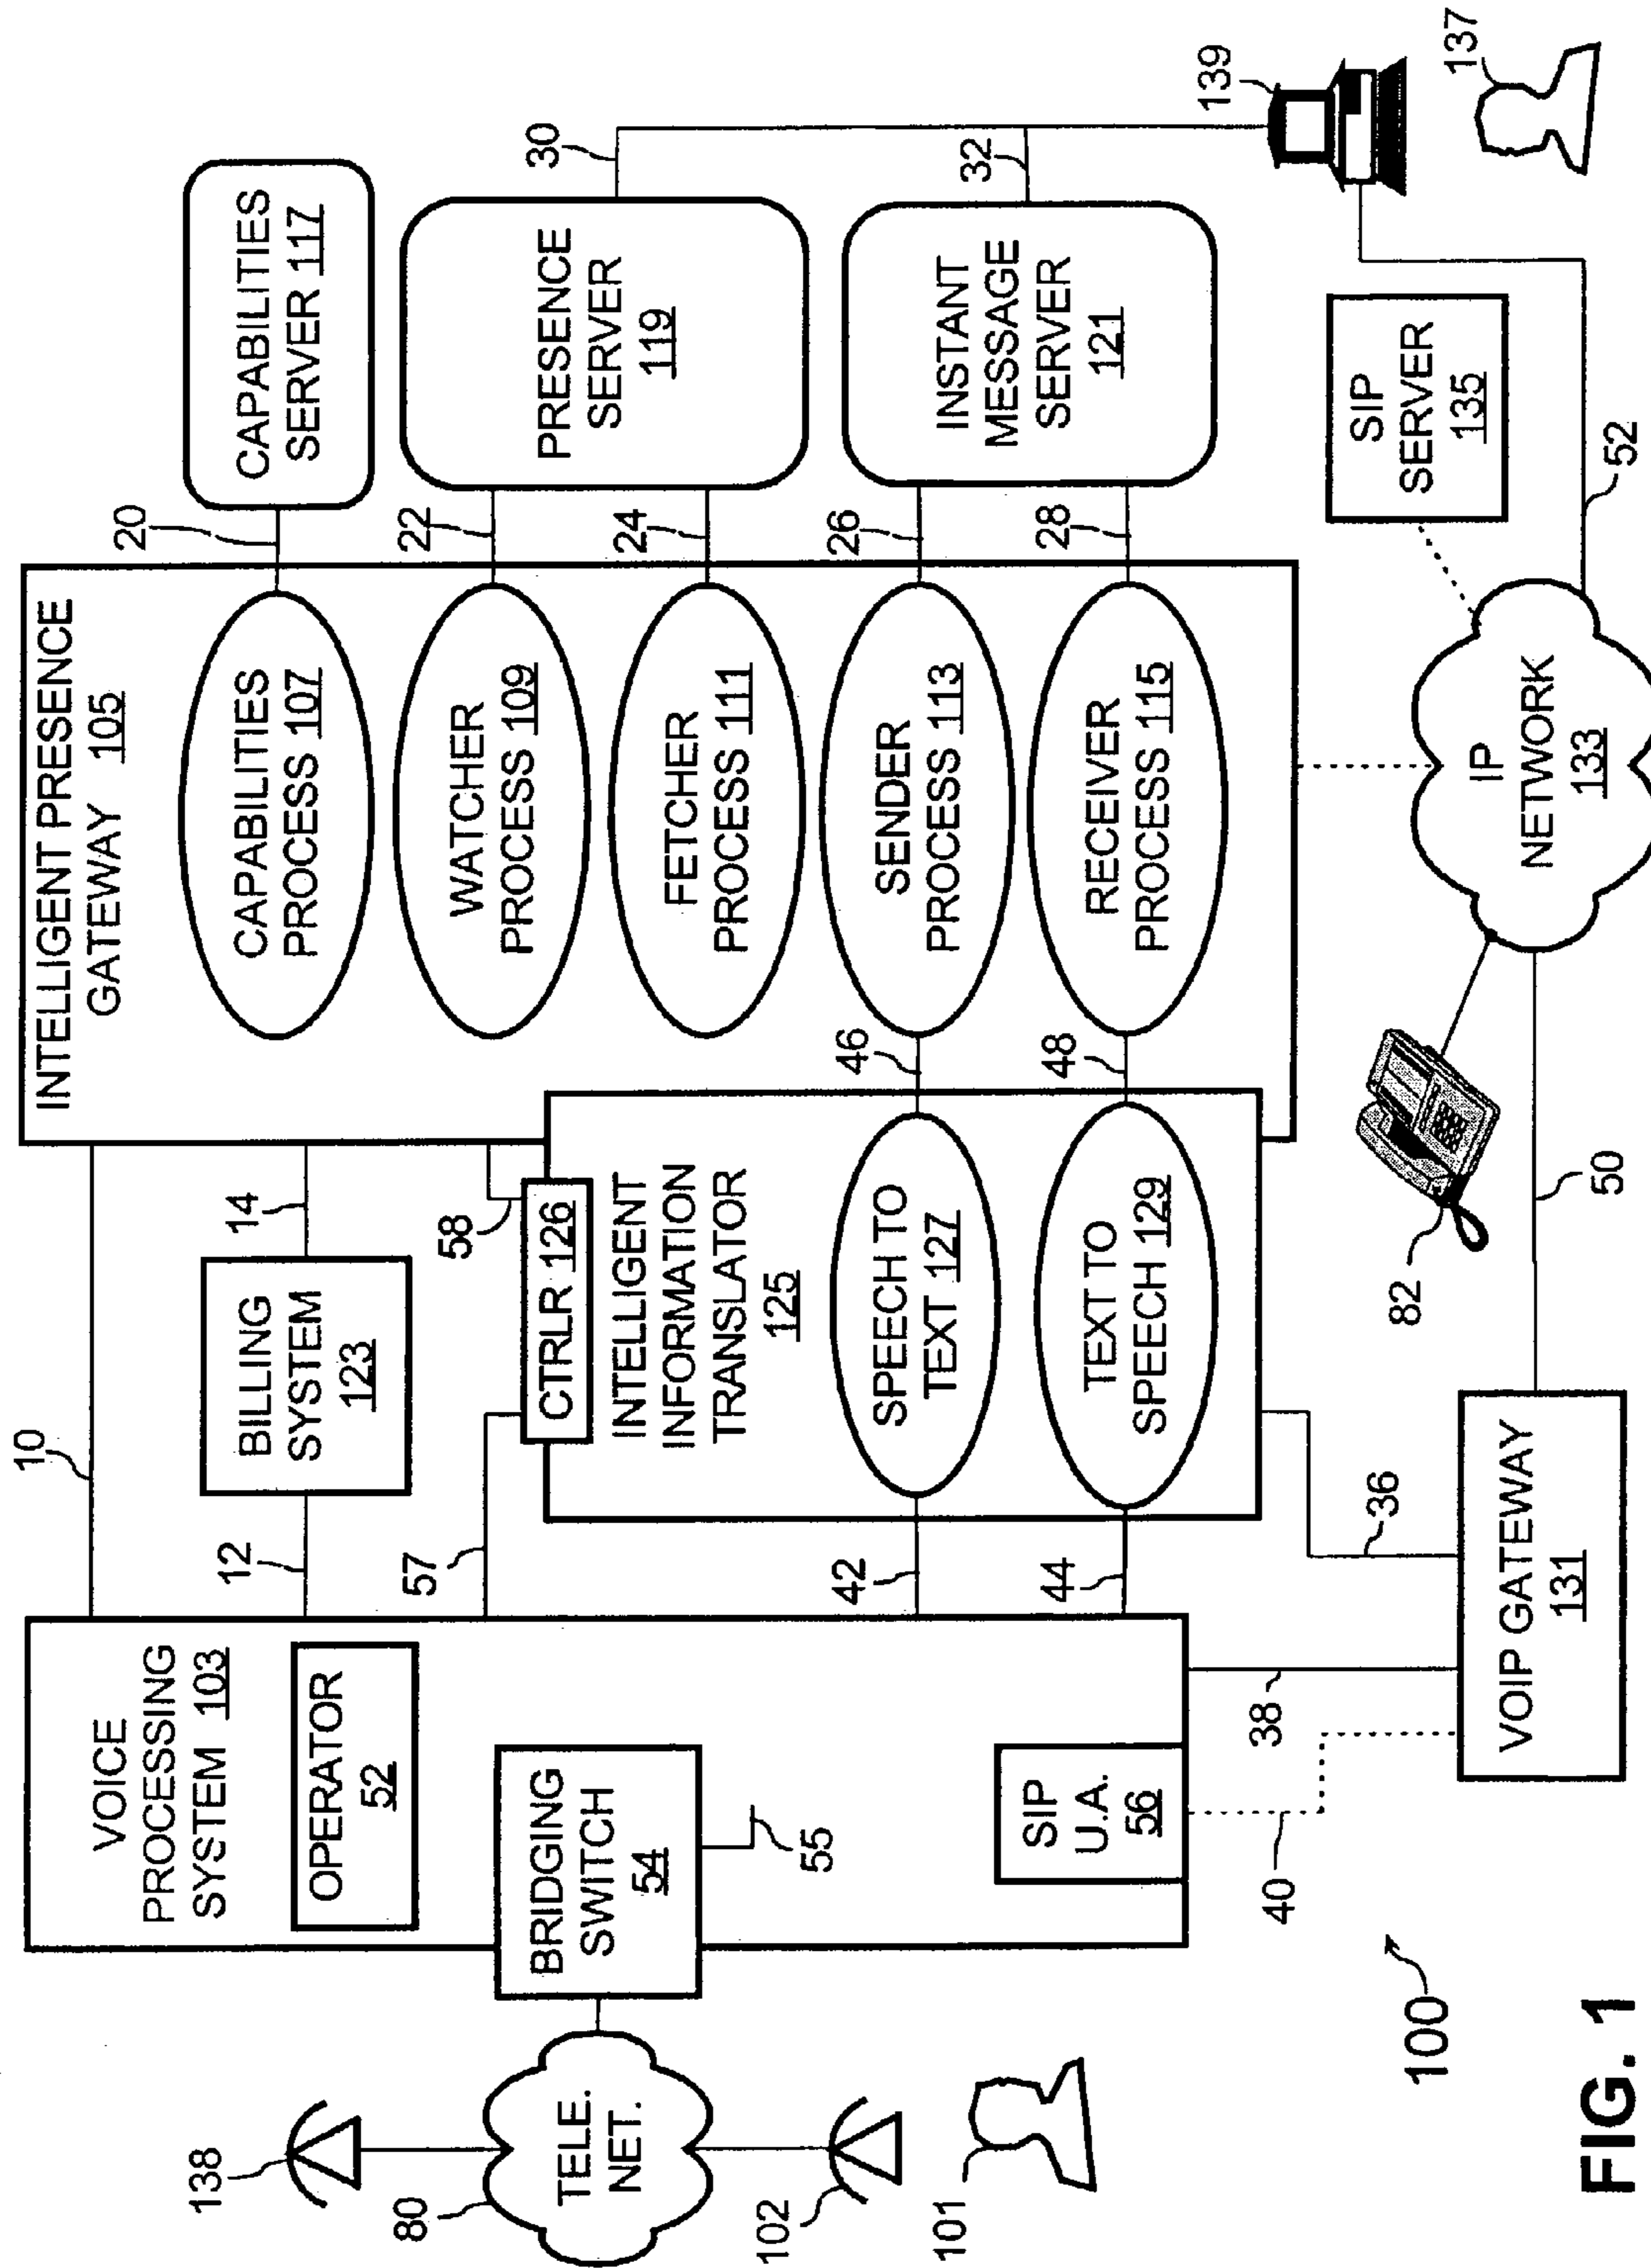 138
80
TELE.
NET.
102
101
VOICE
PROCESSING
SYSTEM 103
OPERATOR
52
BRIDGING
SWITCH
54
55
SIP
U.A.
56
10
12
BILLING
SYSTEM
123
14
57
58
CTRLR 126
INTELLIGENT
INFORMATION
TRANSLATOR
125
SPEECH TO
TEXT 127
TEXT TO
SPEECH 129
42
44
46
48
INTELLIGENT PRESENCE
GATEWAY 105
CAPABILITIES
PROCESS 107
WATCHER
PROCESS 109
FETCHER
PROCESS 111
SENDER
PROCESS 113
RECEIVER
PROCESS 115
20
22
24
26
28
CAPABILITIES
SERVER 117
PRESENCE
SERVER
119
INSTANT
MESSAGE
SERVER
121
30
32
139
137
40
38
36
VOIP GATEWAY
131
50
82
IP
NETWORK
133
SIP
SERVER
135
52
100
FIG. 1